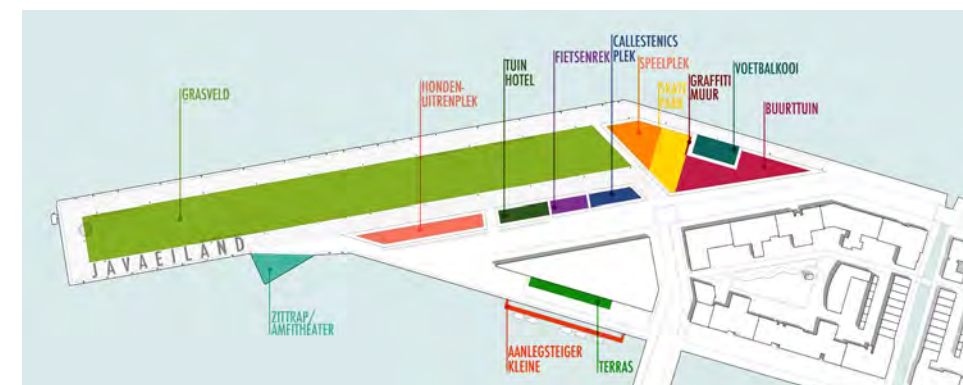 CALLESTENICS
PLEK
TUIN
HOTEL
FIETSENREK
SPEELPLEK
SKATE
PARK
GRAFFITI
MUUR
VOETBALKOOI
GRASVELD
HONDEN-
UITRENPLEK
BUURTTUIN
JAVAEILAND
ZITTRAP/
AMFITHEATER
AANLEGSTEIGER
KLEINE
TERRAS